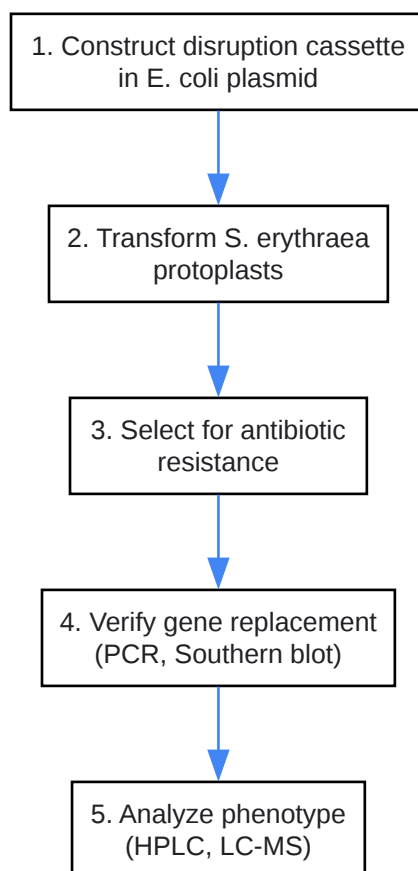 1. Construct disruption cassette
in E. coli plasmid
2. Transform S. erythraea
protoplasts
3. Select for antibiotic
resistance
4. Verify gene replacement
(PCR, Southern blot)
5. Analyze phenotype
(HPLC, LC-MS)